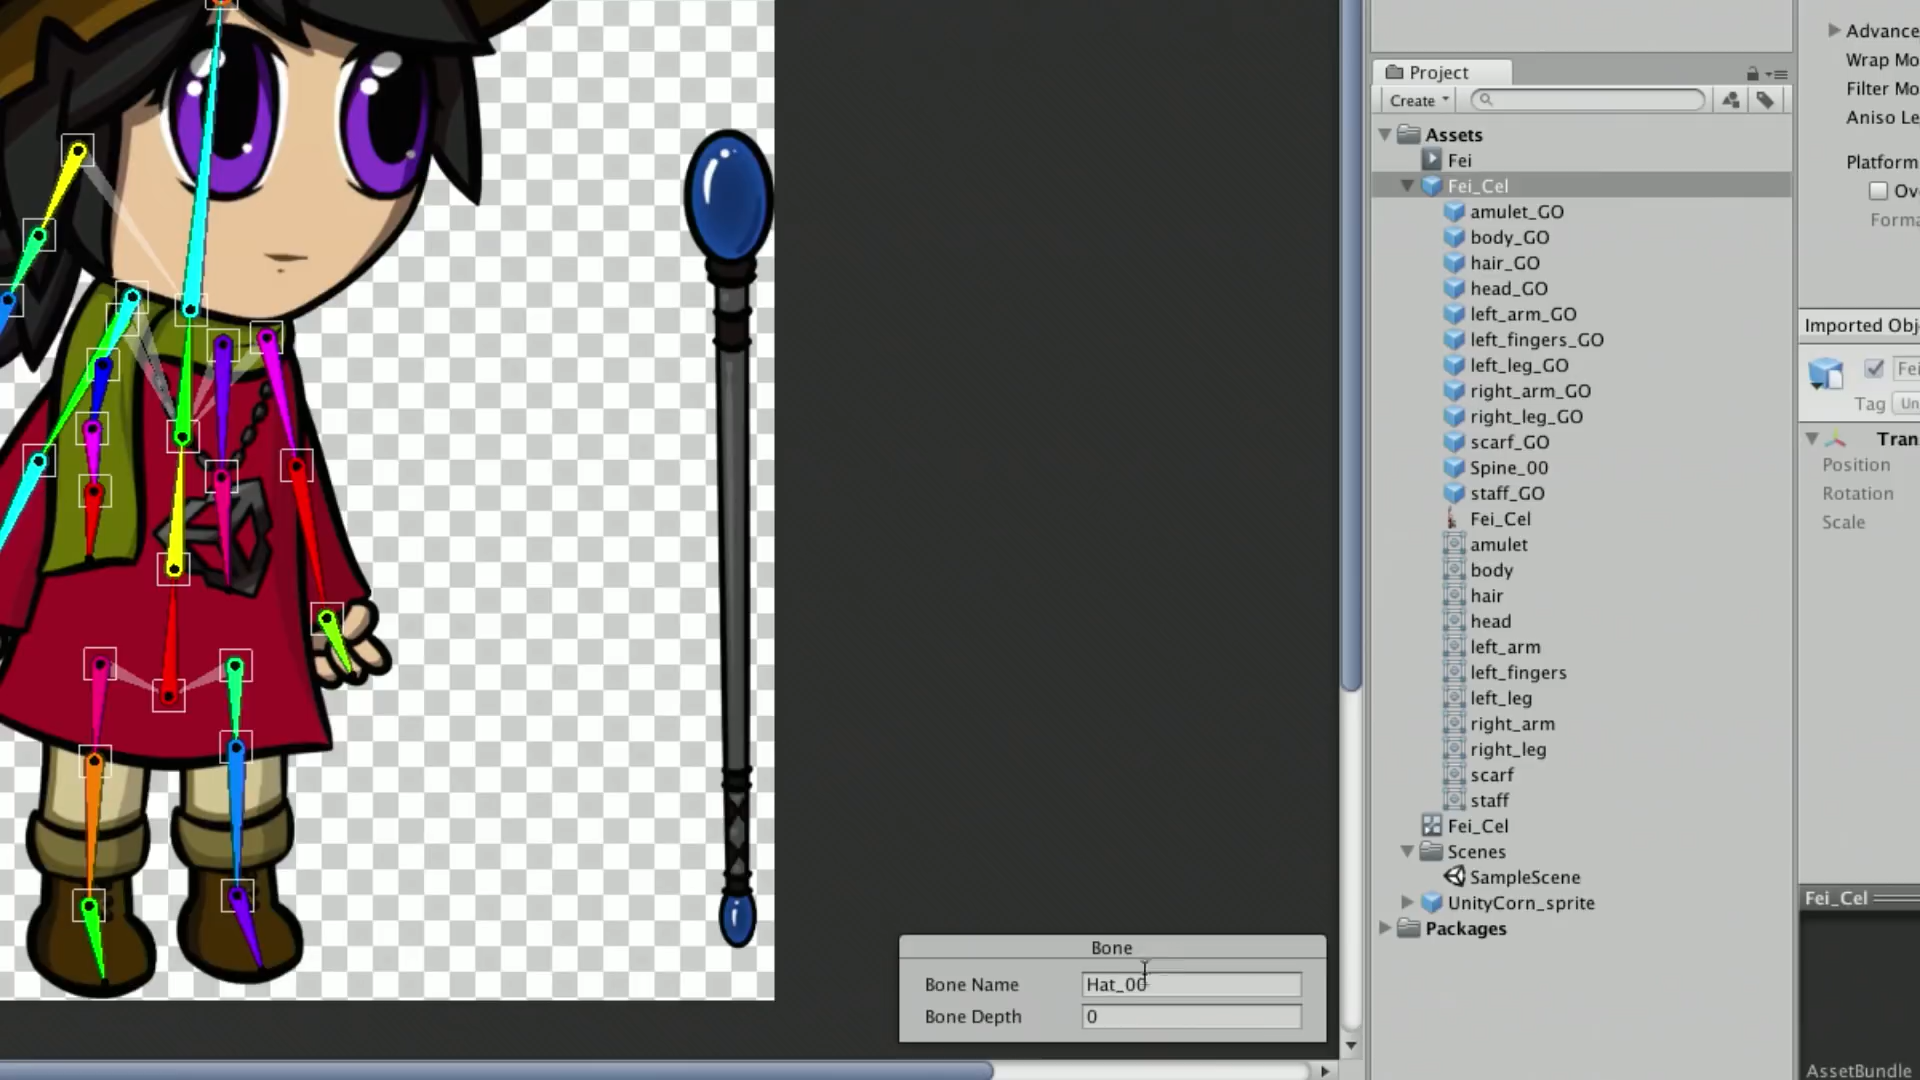 Project
Create
Assets
Fei
Fei_Cel
amulet_GO
body_GO
hair_GO
head_GO
left_arm_GO
left_fingers_GO
left_leg_GO
right_arm_GO
right_leg_GO
scarf_GO
Spine_00
staff_GO
Fei_Cel
amulet
body
hair
head
left_arm
left_fingers
left_leg
right_arm
right_leg
scarf
staff
Fei_Cel
Scenes
SampleScene
UnityCorn_sprite
Packages
Bone
Bone Name Hat_00
Bone Depth 0
Advance
Wrap Mo
Filter Mo
Aniso Le
Platform
Ov
Forma
Imported Obj
Fei
Tag Un
Tran
Position
Rotation
Scale
Fei_Cel
AssetBundle